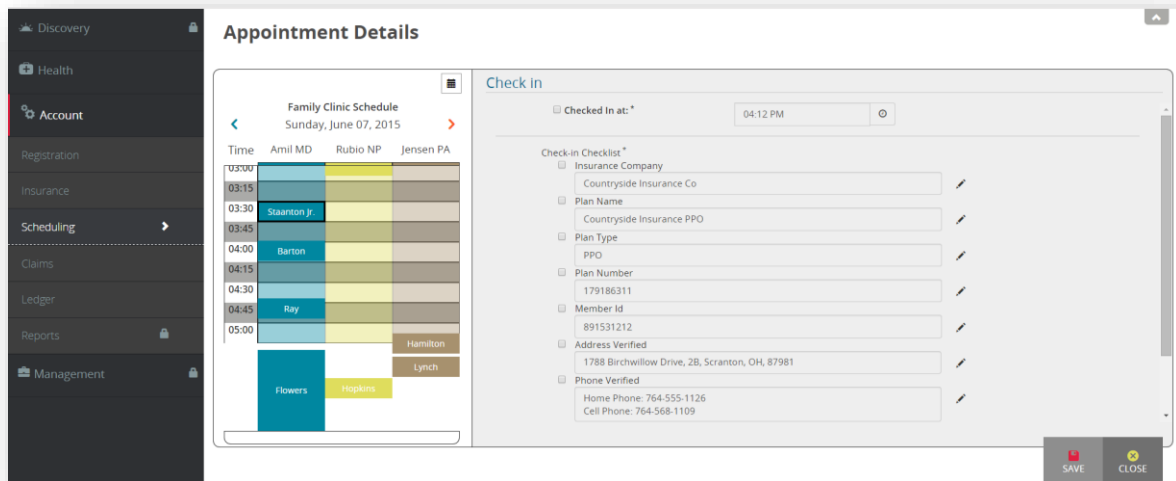 Discovery
Health
Account
Registration
Insurance
Scheduling
Claims
Ledger
Reports
Management
Appointment Details
Family Clinic Schedule
Sunday, June 07, 2015
Time Amil MD Rubio NP Jensen PA
03:00
03:15
03:30 Staanton Jr.
03:45
04:00 Barton
04:15
04:30
04:45 Ray
05:00
Hamilton
Lynch
Flowers Hopkins
Check in
Checked In at: * 04:12 PM
Check-in Checklist *
Insurance Company
Countryside Insurance Co
Plan Name
Countryside Insurance PPO
Plan Type
PPO
Plan Number
179186311
Member Id
891531212
Address Verified
1788 Birchwillow Drive, 2B, Scranton, OH, 87981
Phone Verified
Home Phone: 764-555-1126
Cell Phone: 764-568-1109
SAVE CLOSE